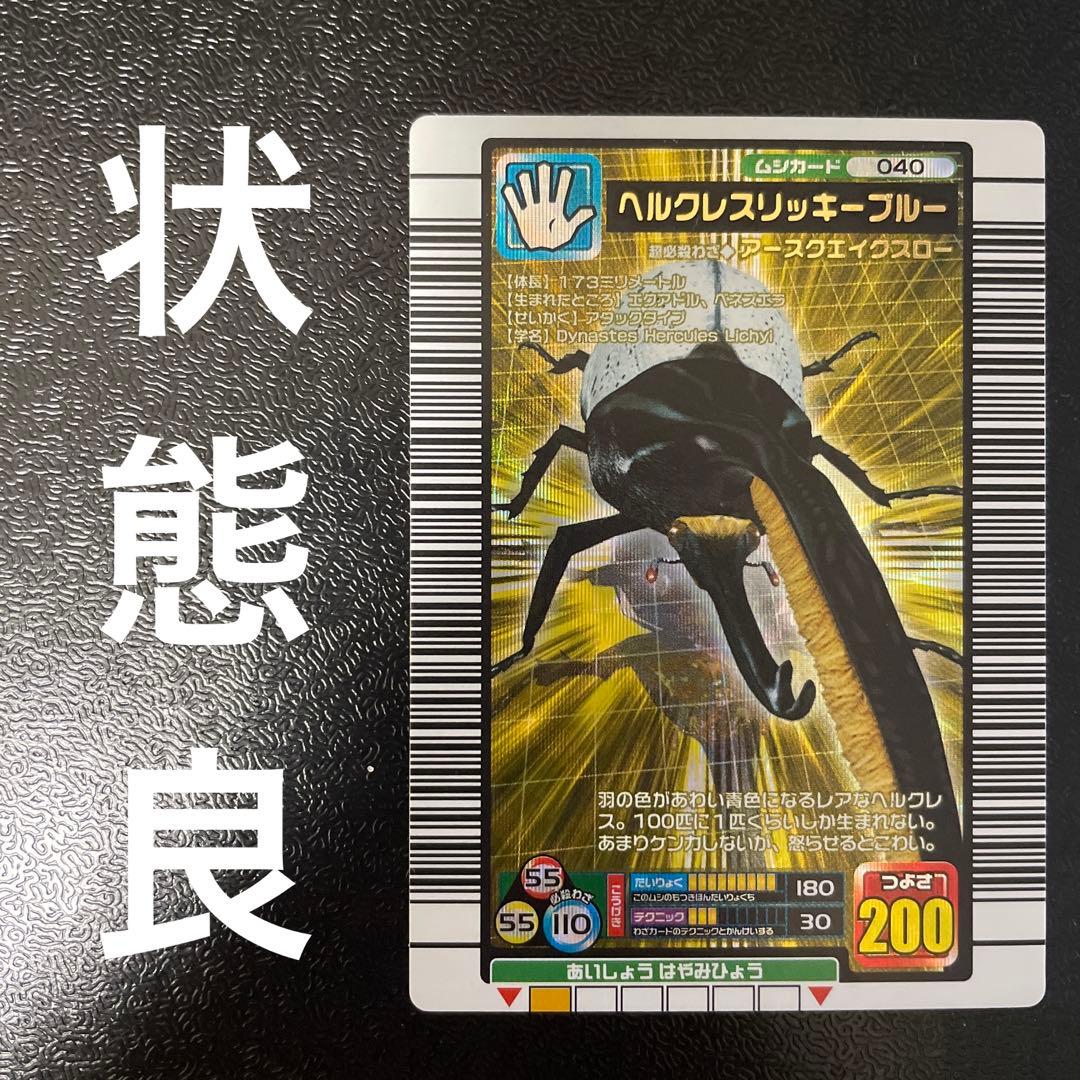 状態良
ムシカード 040
ヘルクレスリッキーブルー
超必殺わざ◆アースクエイクスロー
【体長】173ミリメートル
【生まれたところ】エクアドル、ベネズエラ
【せいかく】アタックタイプ
【学名】Dynastes Hercules Lichyi
羽の色があわい青色になるレアなヘルクレ
ス。100匹に1匹くらいしか生まれない。
あまりケンカしないが、怒らせるとこわい。
55
必殺わざ
55 110
こうげき
たいりょく 180
このムシのもつきほんたいりょくち
テクニック 30
わざカードのテクニックとかんけいする
つよさ
200
あいしょう はやみひょう